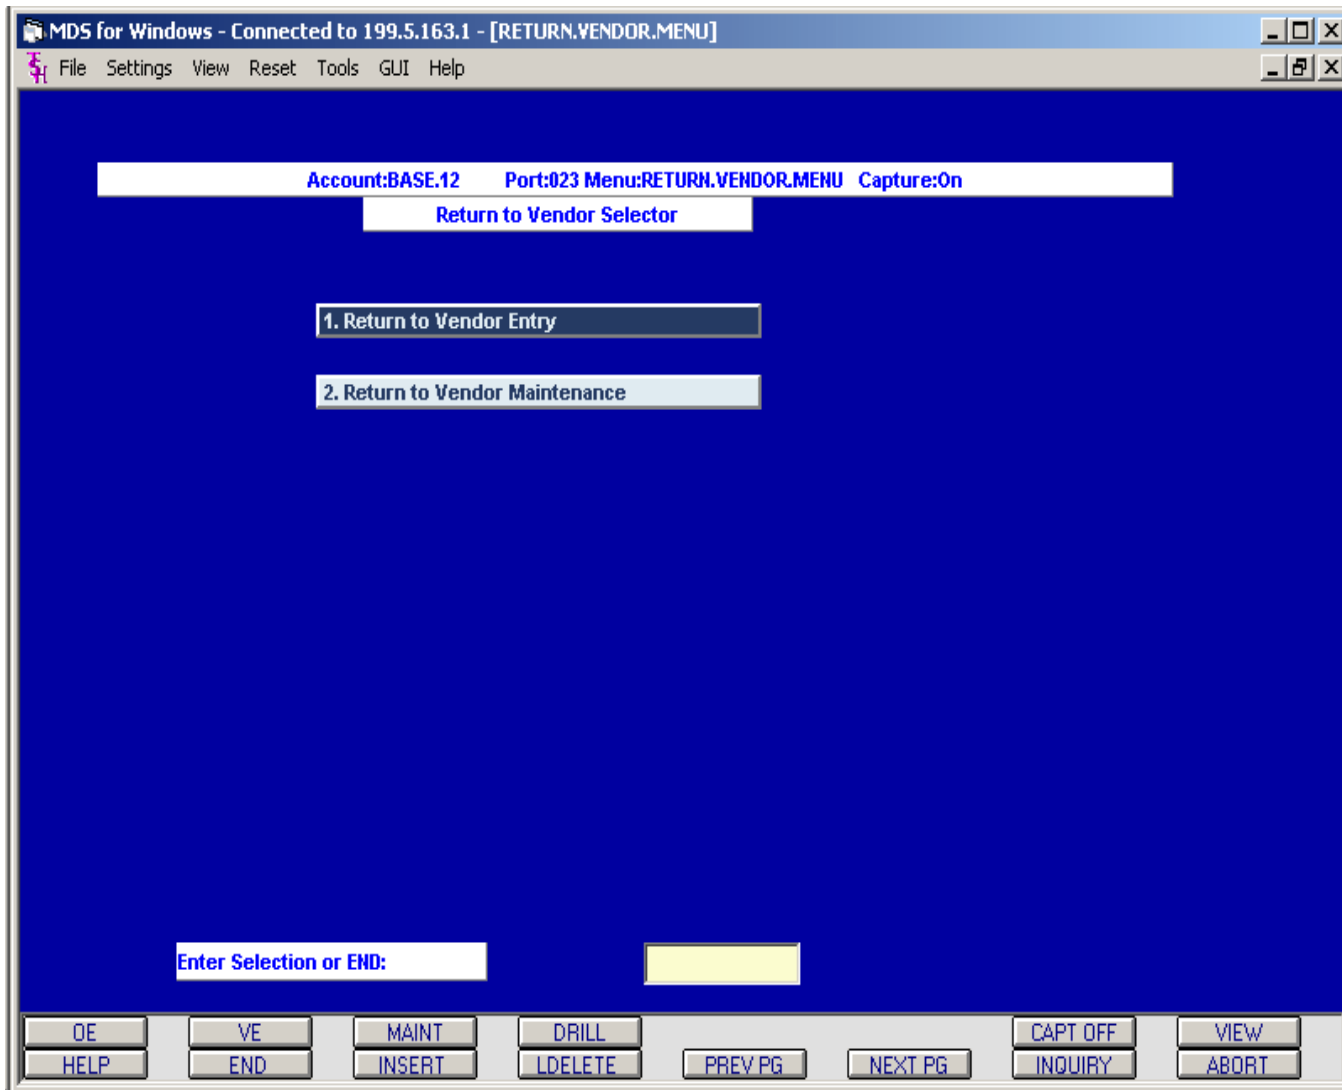 MDS for Windows - Connected to 199.5.163.1 - [RETURN.VENDOR.MENU]
File Settings View Reset Tools GUI Help
Account:BASE.12 Port:023 Menu:RETURN.VENDOR.MENU Capture:On
Return to Vendor Selector
1. Return to Vendor Entry
2. Return to Vendor Maintenance
Enter Selection or END:
OE VE MAINT DRILL CAPT OFF VIEW
HELP END INSERT LDELETE PREV PG NEXT PG INQUIRY ABORT